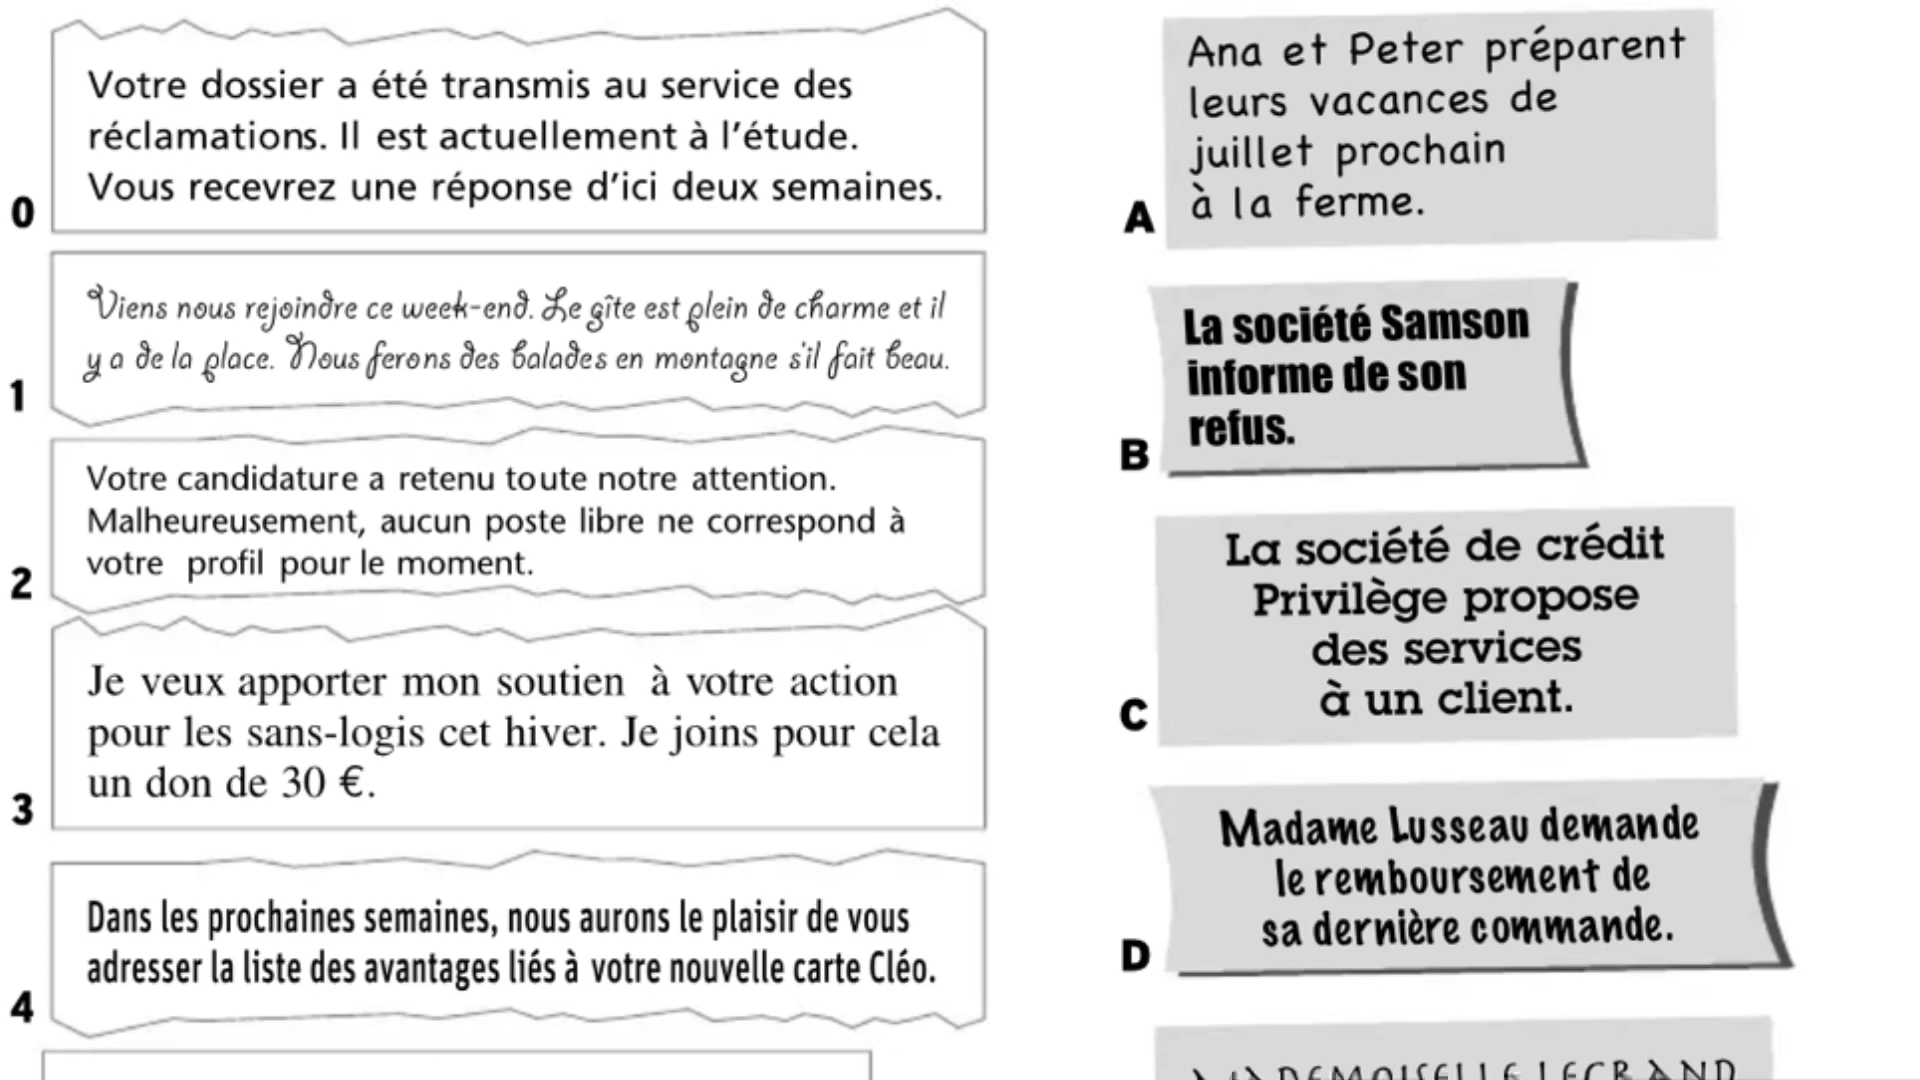 Votre dossier a été transmis au service des
réclamations. Il est actuellement à l'étude.
Vous recevrez une réponse d'ici deux semaines.
0
Viens nous rejoindre ce week-end. Le gîte est plein de charme et il
y a de la place. Nous ferons des balades en montagne s'il fait beau.
1
Votre candidature a retenu toute notre attention.
Malheureusement, aucun poste libre ne correspond à
votre profil pour le moment.
2
Je veux apporter mon soutien à votre action
pour les sans-logis cet hiver. Je joins pour cela
un don de 30 €.
3
Dans les prochaines semaines, nous aurons le plaisir de vous
adresser la liste des avantages liés à votre nouvelle carte Cléo.
4
Ana et Peter préparent
leurs vacances de
juillet prochain
à la ferme.
A
La société Samson
informe de son
refus.
B
La société de crédit
Privilège propose
des services
à un client.
C
Madame Lusseau demande
le remboursement de
sa dernière commande.
D
MADEMOISELLE LEGRAND